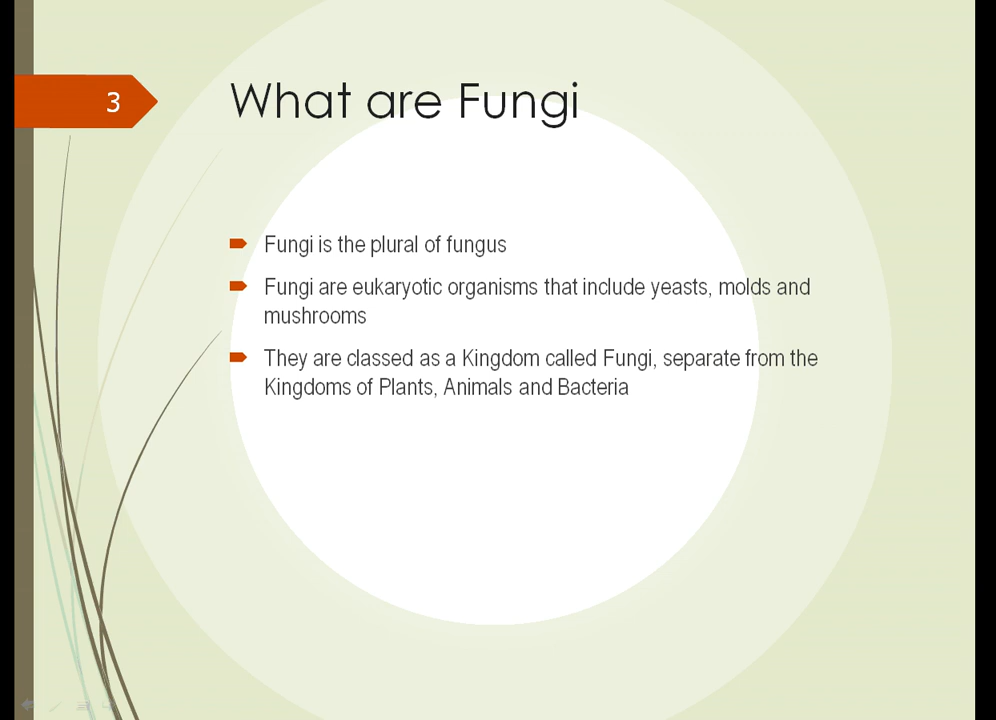 3
What are Fungi
Fungi is the plural of fungus
Fungi are eukaryotic organisms that include yeasts, molds and
mushrooms
They are classed as a Kingdom called Fungi, separate from the
Kingdoms of Plants, Animals and Bacteria